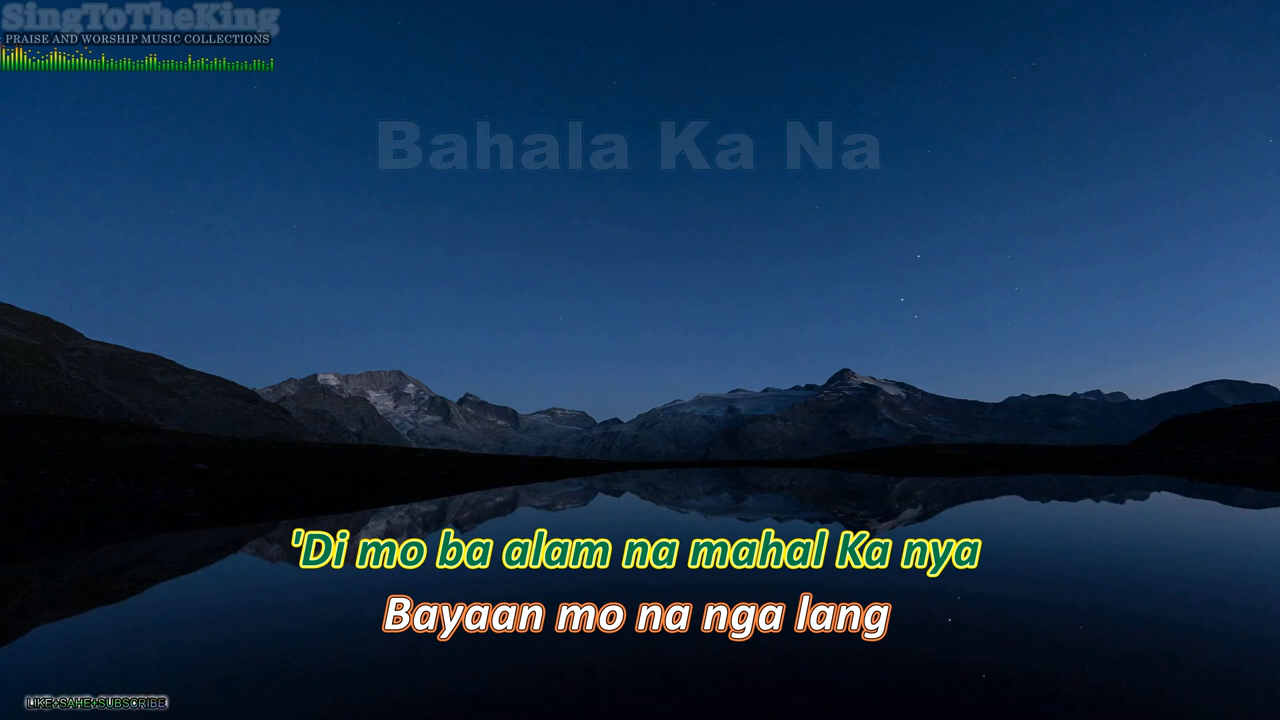 SingToTheKing
PRAISE AND WORSHIP MUSIC COLLECTIONS
Bahala Ka Na
'Di mo ba alam na mahal Ka nya
Bayaan mo na nga lang
LIKE+SAHE+SUBSCRIBE